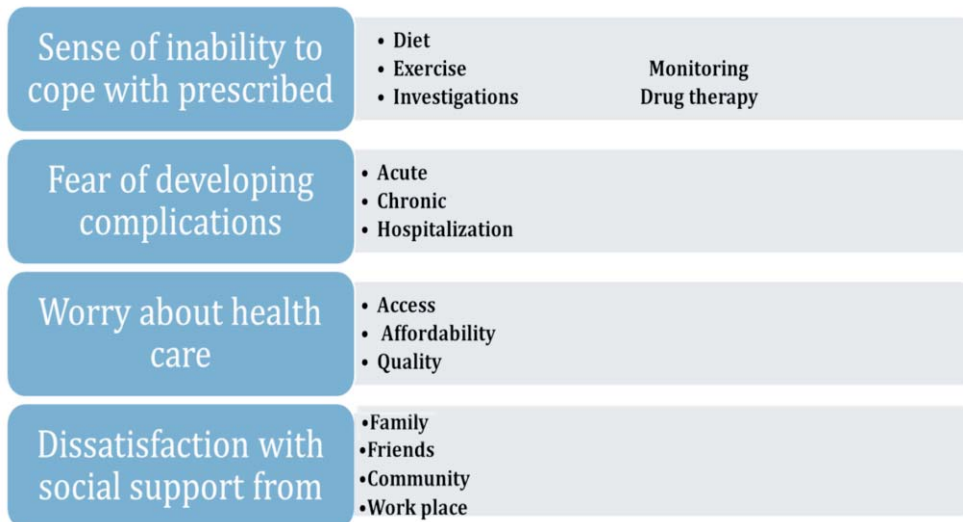 Sense of inability to
cope with prescribed
• Diet
• Exercise Monitoring
• Investigations Drug therapy
Fear of developing
complications
• Acute
• Chronic
• Hospitalization
Worry about health
care
• Access
• Affordability
• Quality
Dissatisfaction with
social support from
•Family
•Friends
•Community
•Work place